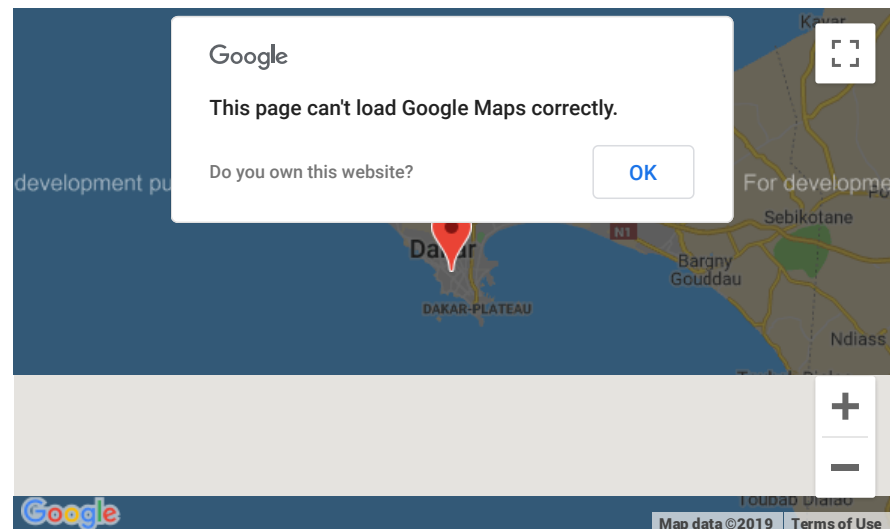 Kayar
Google
This page can't load Google Maps correctly.
Do you own this website?
OK
development pu
For developme
Sebikotane
Dakar
N1
Bargny
Gouddau
DAKAR-PLATEAU
Ndiass
Google
Toubab Dialao
Map data ©2019
Terms of Use